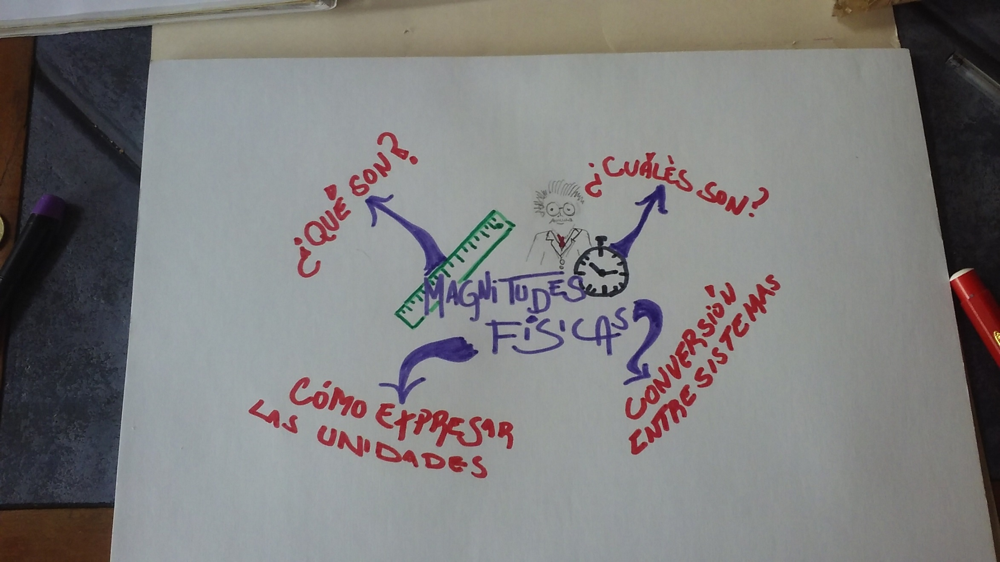 ¿QUÉ SON?
¿CUÁLÈS SON?
MAGNITUDES
FÍSICAS
CÓMO EXPRESAR
LAS UNIDADES
CONVERSIÓN
ENTRE SISTEMAS